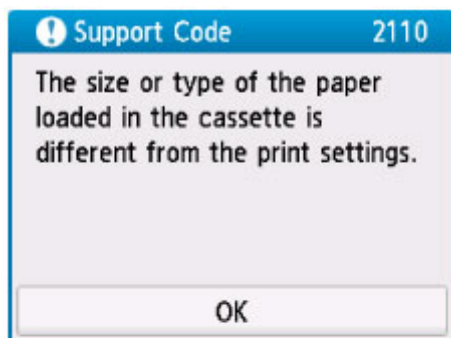 Support Code 2110
The size or type of the paper
loaded in the cassette is
different from the print settings.
OK